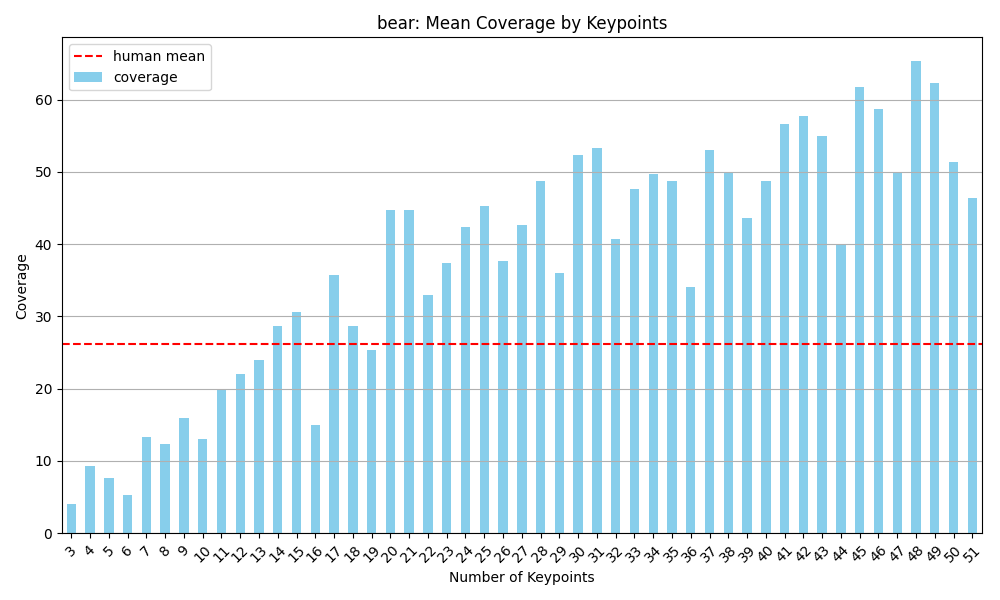 bear: Mean Coverage by Keypoints
human mean
coverage
Coverage
60
50
40
30
20
10
0
3 4 5 6 7 8 9 10 11 12 13 14 15 16 17 18 19 20 21 22 23 24 25 26 27 28 29 30 31 32 33 34 35 36 37 38 39 40 41 42 43 44 45 46 47 48 49 50 51
Number of Keypoints